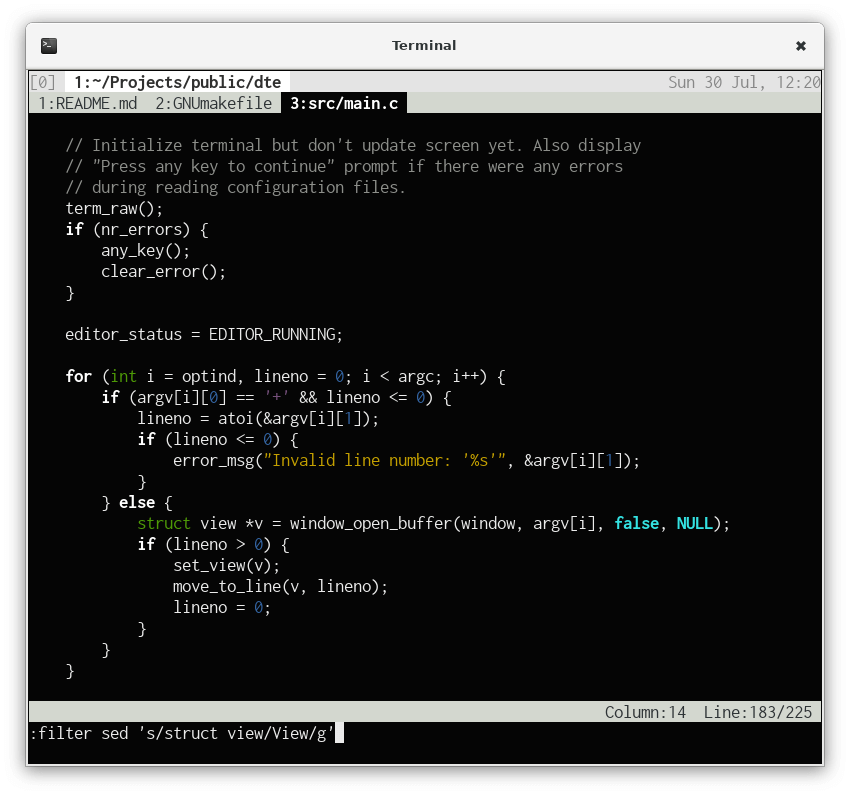 Terminal
[0] 1:~/Projects/public/dte Sun 30 Jul, 12:20
1:README.md 2:GNUmakefile 3:src/main.c
// Initialize terminal but don't update screen yet. Also display
// "Press any key to continue" prompt if there were any errors
// during reading configuration files.
term_raw();
if (nr_errors) {
any_key();
clear_error();
}
editor_status = EDITOR_RUNNING;
for (int i = optind, lineno = 0; i < argc; i++) {
if (argv[i][0] == '+' && lineno <= 0) {
lineno = atoi(&argv[i][1]);
if (lineno <= 0) {
error_msg("Invalid line number: '%s'", &argv[i][1]);
}
} else {
struct view *v = window_open_buffer(window, argv[i], false, NULL);
if (lineno > 0) {
set_view(v);
move_to_line(v, lineno);
lineno = 0;
}
}
}
Column:14 Line:183/225
:filter sed 's/struct view/View/g'